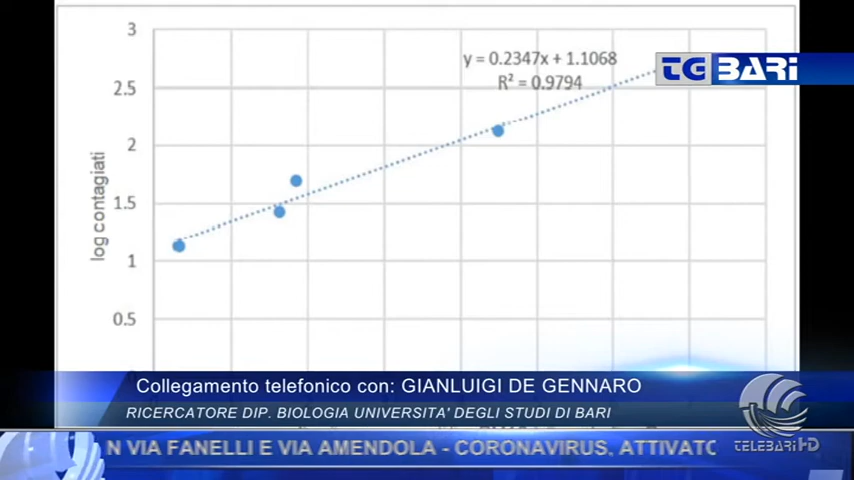 3
y = 0.2347x + 1.1068
R² = 0.9794
TG BARI
2.5
2
1.5
1
0.5
log contagiati
Collegamento telefonico con: GIANLUIGI DE GENNARO
RICERCATORE DIP. BIOLOGIA UNIVERSITA' DEGLI STUDI DI BARI
TELEBARI HD
N VIA FANELLI E VIA AMENDOLA - CORONAVIRUS, ATTIVATO